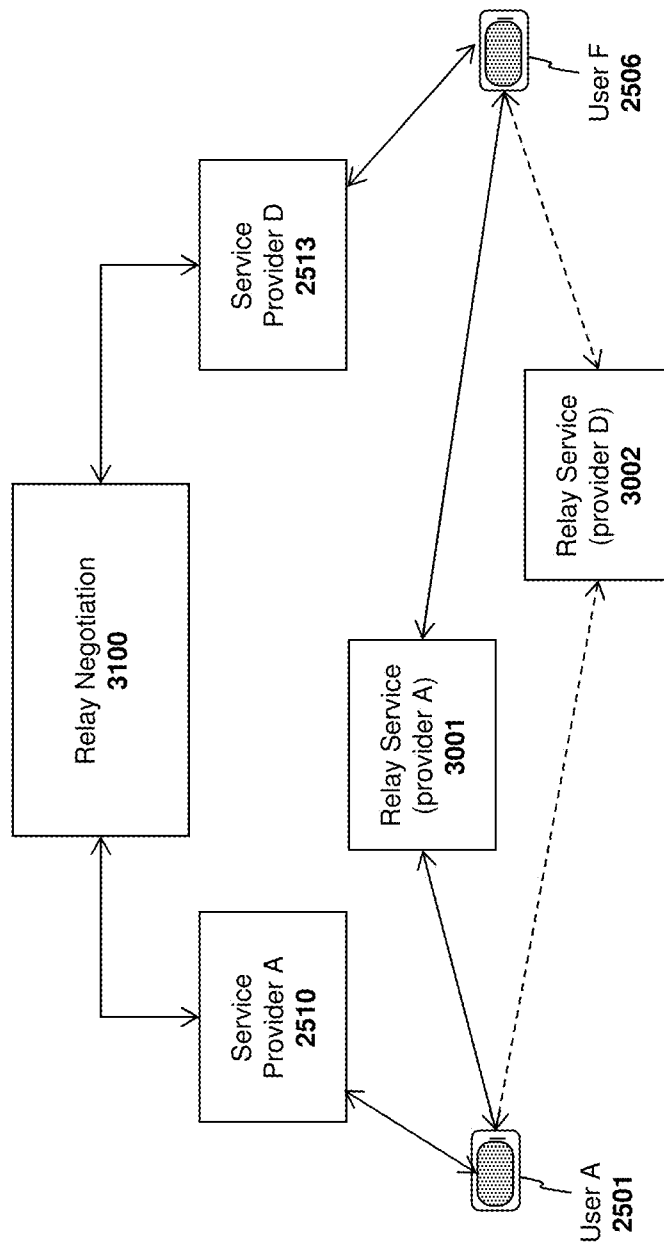 Relay Negotiation
3100
Service
Provider A
2510
Service
Provider D
2513
Relay Service
(provider A)
3001
Relay Service
(provider D)
3002
User A
2501
User F
2506